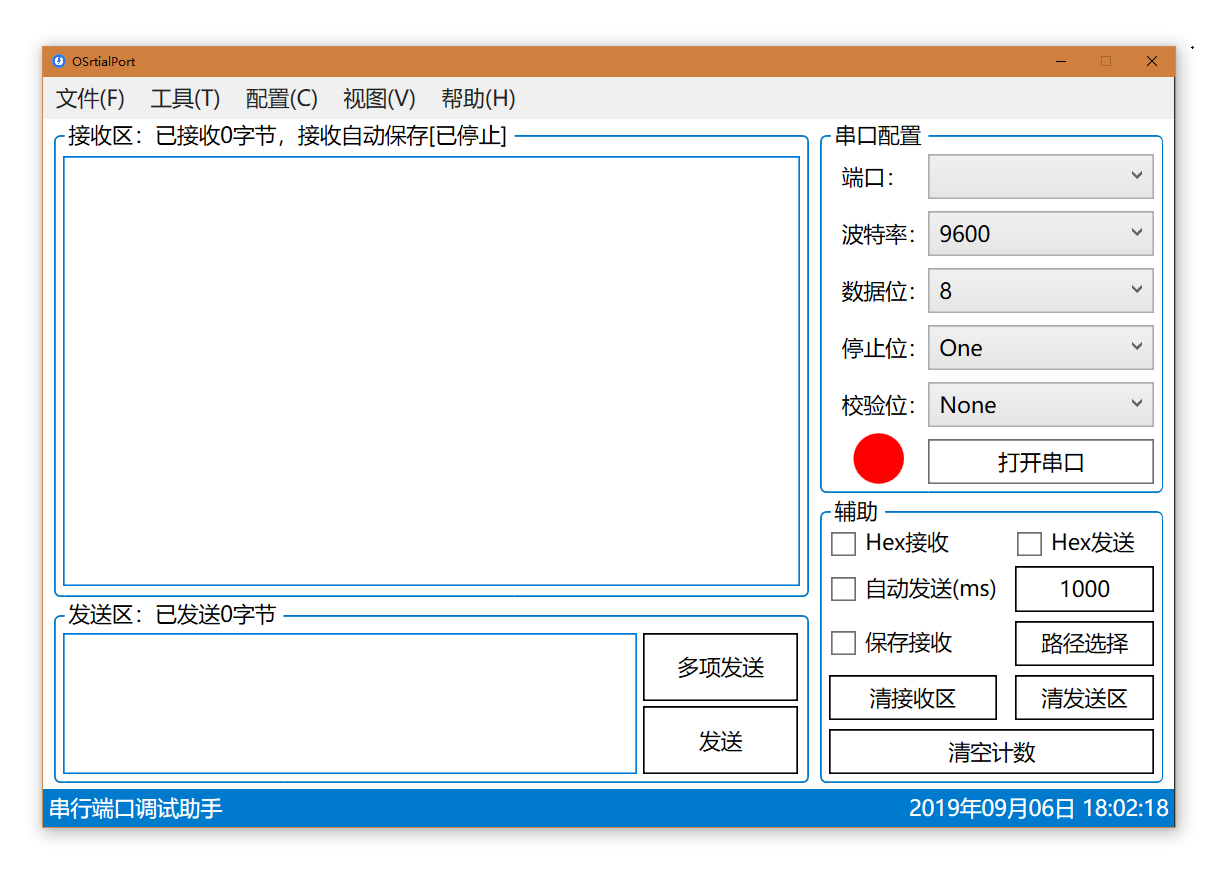 OSrtialPort
文件(F) 工具(T) 配置(C) 视图(V) 帮助(H)
接收区：已接收0字节，接收自动保存[已停止]
串口配置
端口：
波特率： 9600
数据位： 8
停止位： One
校验位： None
打开串口
辅助
Hex接收 Hex发送
自动发送(ms) 1000
保存接收 路径选择
清接收区 清发送区
清空计数
发送区：已发送0字节
多项发送
发送
串行端口调试助手 2019年09月06日 18:02:18